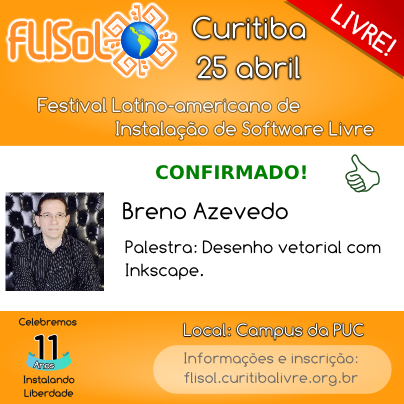 FLISoL
Curitiba
25 abril
LIVRE!
Festival Latino-americano de
Instalação de Software Livre
CONFIRMADO!
Breno Azevedo
Palestra: Desenho vetorial com
Inkscape.
Celebremos
11
Anos
Instalando
Liberdade
Local: Campus da PUC
Informações e inscrição:
flisol.curitibalivre.org.br